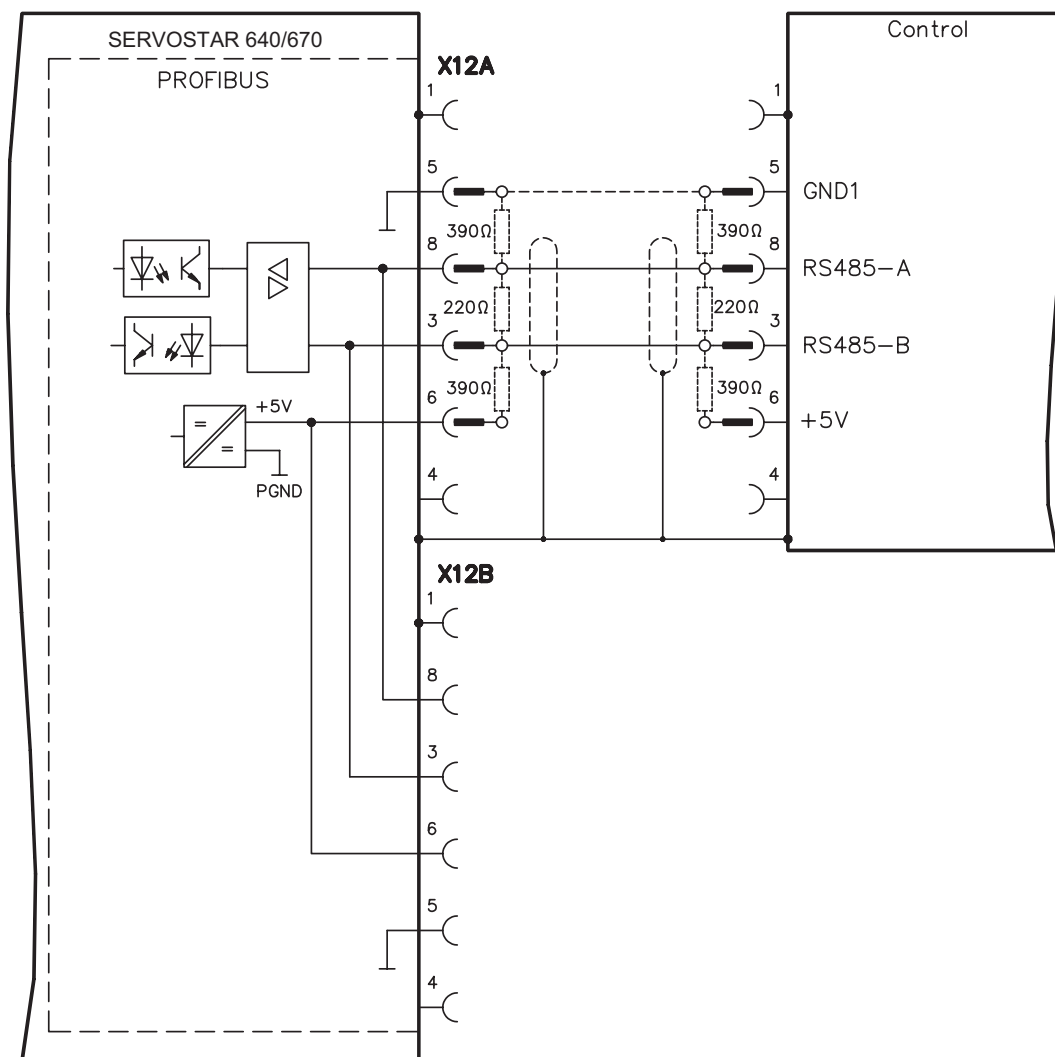 SERVOSTAR 640/670
Control
PROFIBUS
X12A
1
1
5
5
GND1
390Ω
390Ω
8
8
RS485-A
220Ω
220Ω
3
3
RS485-B
390Ω
390Ω
6
6
+5V
+5V
=
=
PGND
4
4
X12B
1
8
3
6
5
4